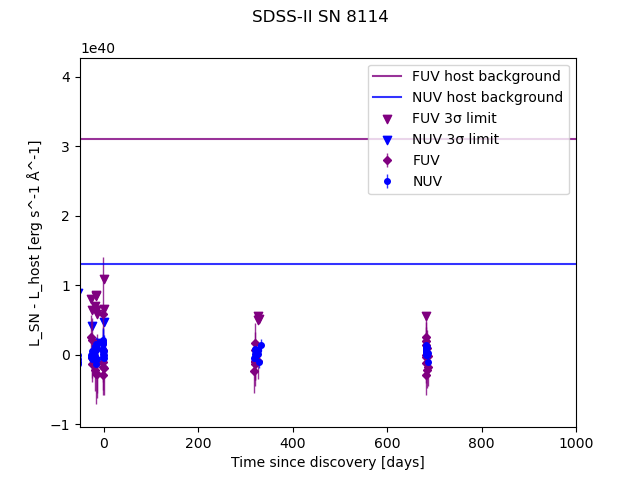 SDSS-II SN 8114
1e40
FUV host background
NUV host background
FUV 3σ limit
NUV 3σ limit
FUV
NUV
L_SN - L_host [erg s^-1 Å^-1]
4
3
2
1
0
−1
0 200 400 600 800 1000
Time since discovery [days]